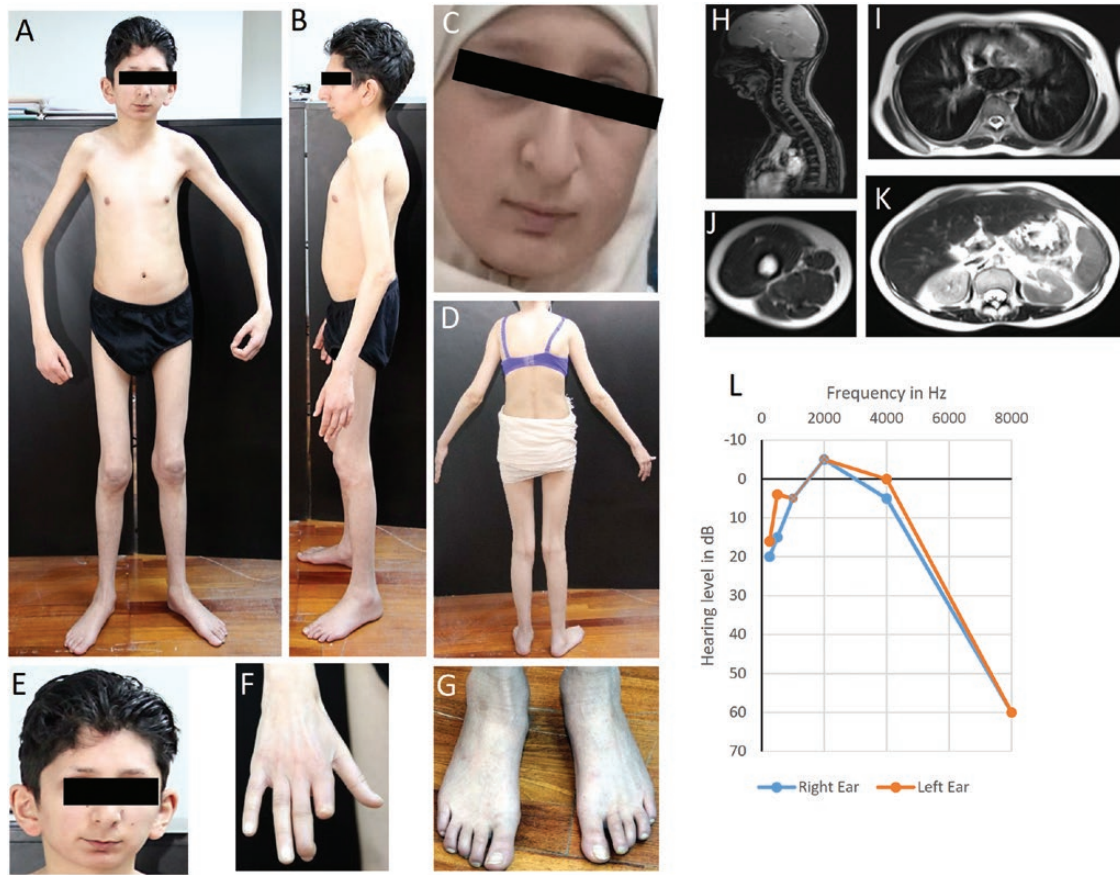 A
B
C
D
E
F
G
H
I
J
K
L
Frequency in Hz
0 2000 4000 6000 8000
-10
0
10
20
30
40
50
60
70
Hearing level in dB
Right Ear Left Ear